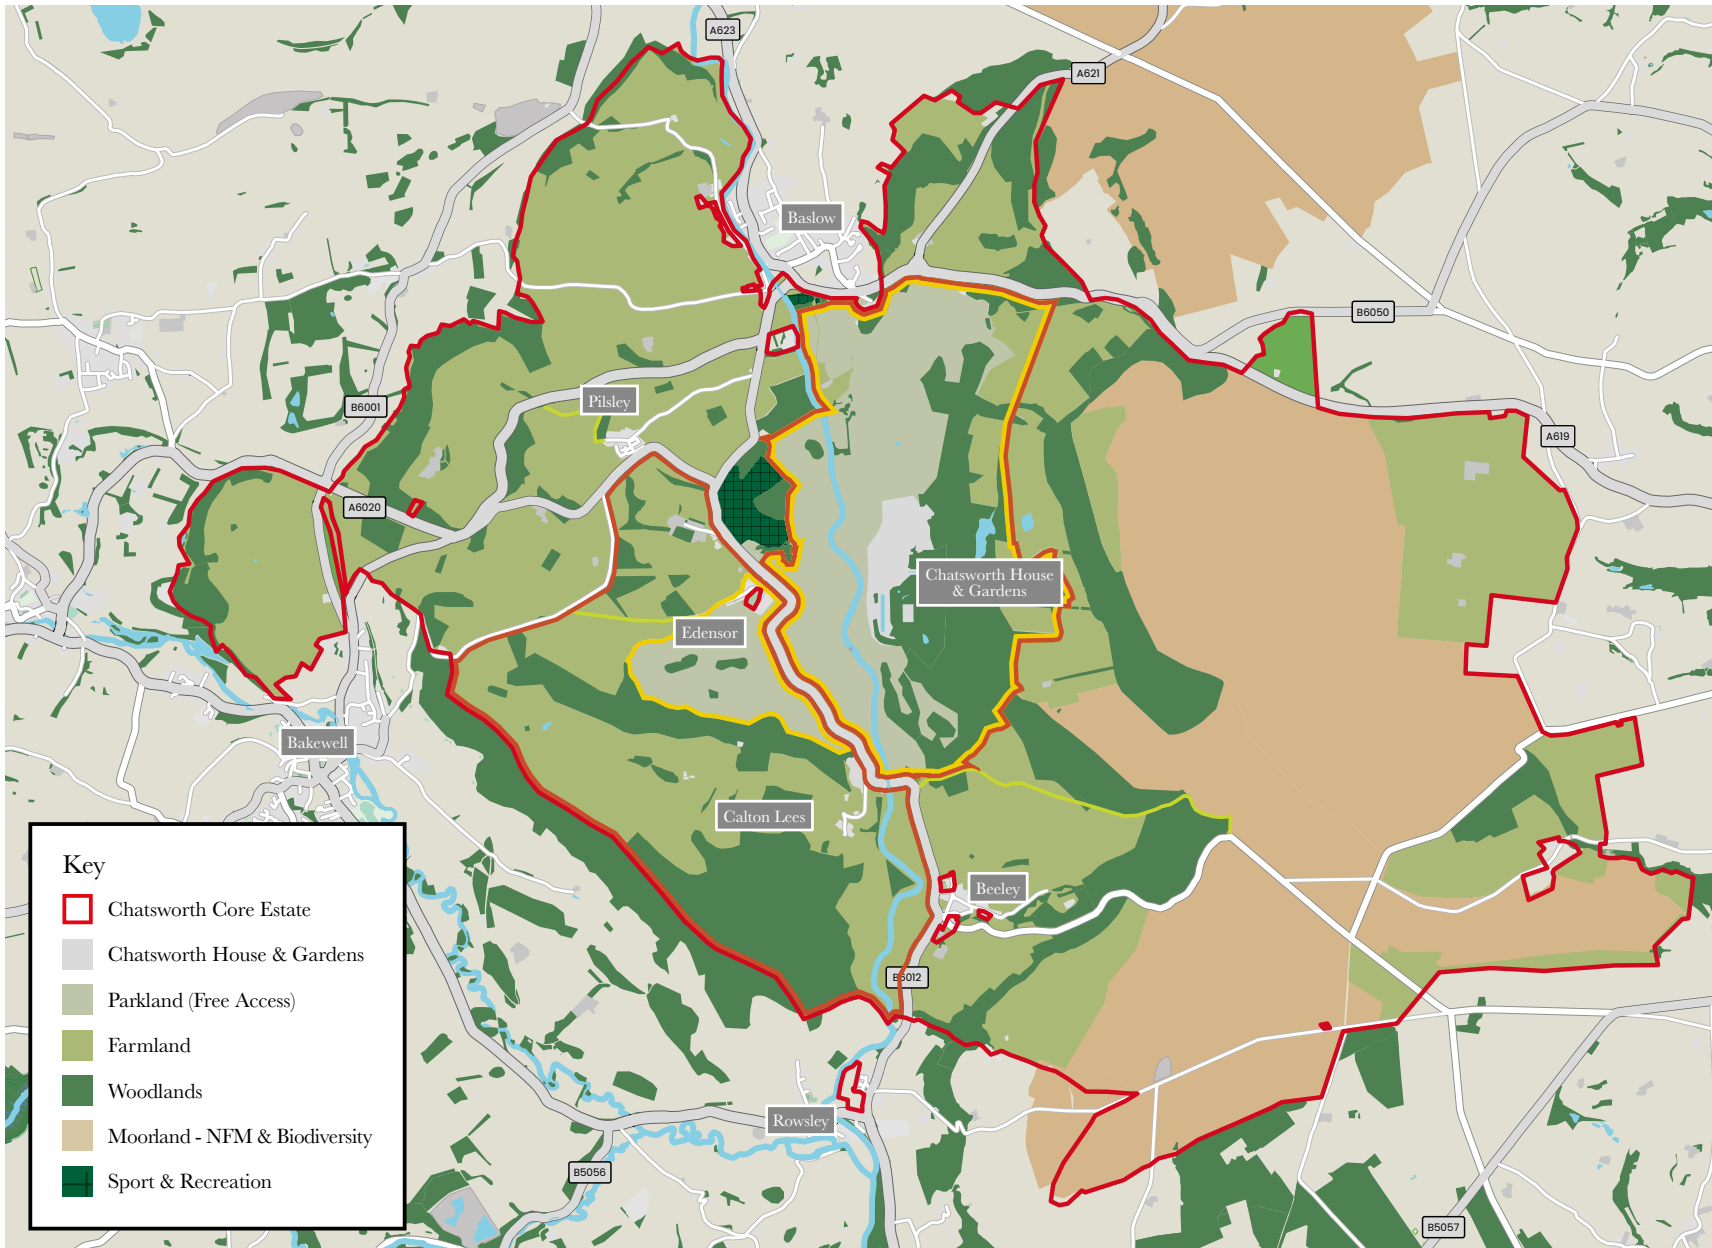 A623
A621
Baslow
B6050
Pilsley
B6001
A619
A6020
Chatsworth House
& Gardens
Edensor
Bakewell
Calton Lees
Beeley
B6012
Rowsley
B5056
B5057
Key
Chatsworth Core Estate
Chatsworth House & Gardens
Parkland (Free Access)
Farmland
Woodlands
Moorland - NFM & Biodiversity
Sport & Recreation